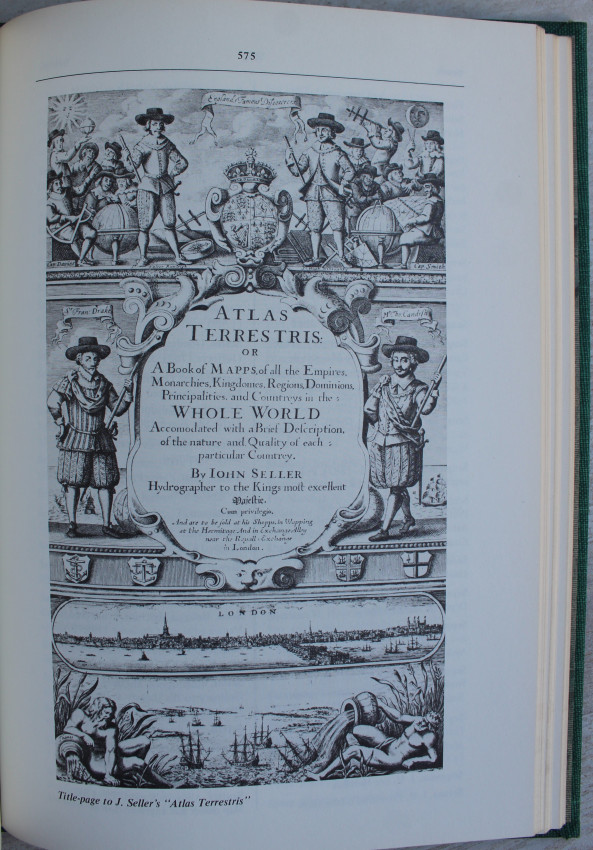 575
England's Famous Discoverers
Cap. Smith
Sr. Fran: Drake
Mr. Tho: Candish
ATLAS
TERRESTRIS:
OR
A Book of MAPPS, of all the Empires,
Monarchies, Kingdomes, Regions, Dominions,
Principalities, and Countreys in the :
WHOLE WORLD
Accomodated with a Brief Description,
of the nature and Quality of each :
particular Countrey.
By IOHN SELLER
Hydrographer to the Kings most excellent
Majestie.
Cum privilegio,
And are to be sold at his Shopps, in Wapping
at the Hermitage And in Exchange Alley
near the Royall-Exchange
in London.
LONDON
Title-page to J. Seller's "Atlas Terrestris"